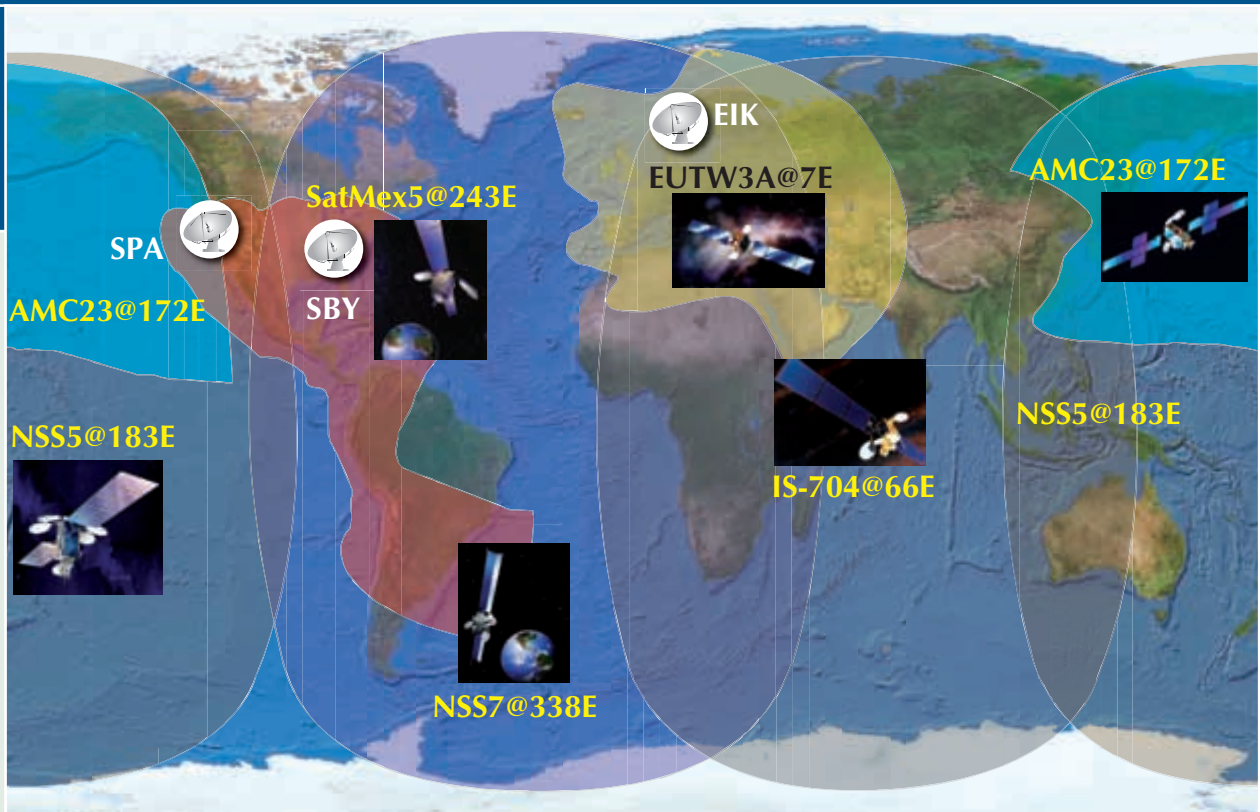 EIK
EUTW3A@7E
AMC23@172E
SatMex5@243E
SPA
AMC23@172E
SBY
NSS5@183E
NSS5@183E
IS-704@66E
NSS7@338E